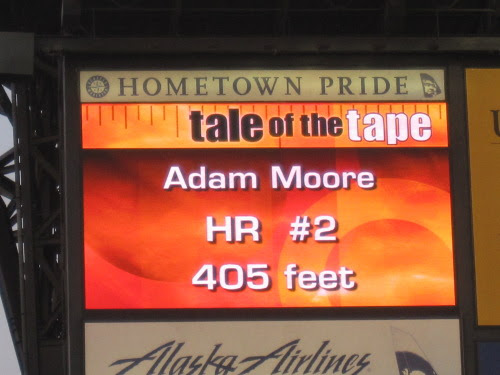 HOMETOWN PRIDE
tale of the tape
Adam Moore
HR #2
405 feet
Alaska Airlines